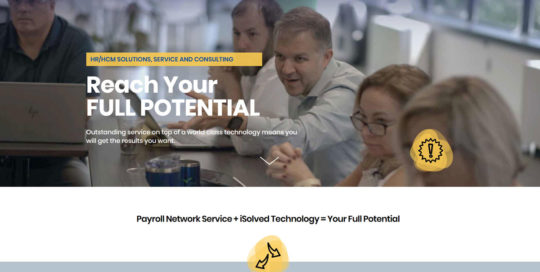 HR/HCM SOLUTIONS, SERVICE AND CONSULTING
Reach Your
FULL POTENTIAL
Outstanding service on top of a World Class technology means you
will get the results you want.
Payroll Network Service + iSolved Technology = Your Full Potential